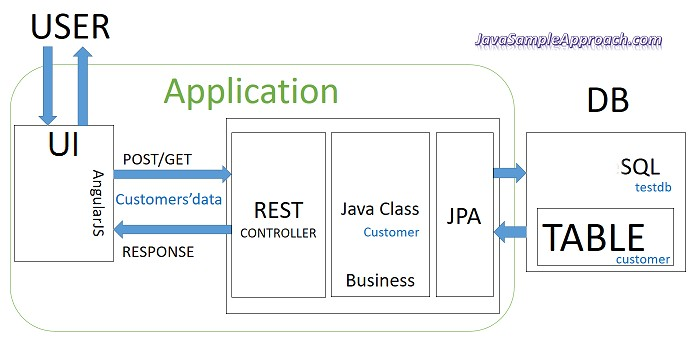 USER
JavaSampleApproach.com
Application
DB
UI
AngularJS
POST/GET
Customers'data
RESPONSE
REST
CONTROLLER
Java Class
Customer
Business
JPA
SQL
testdb
TABLE
customer